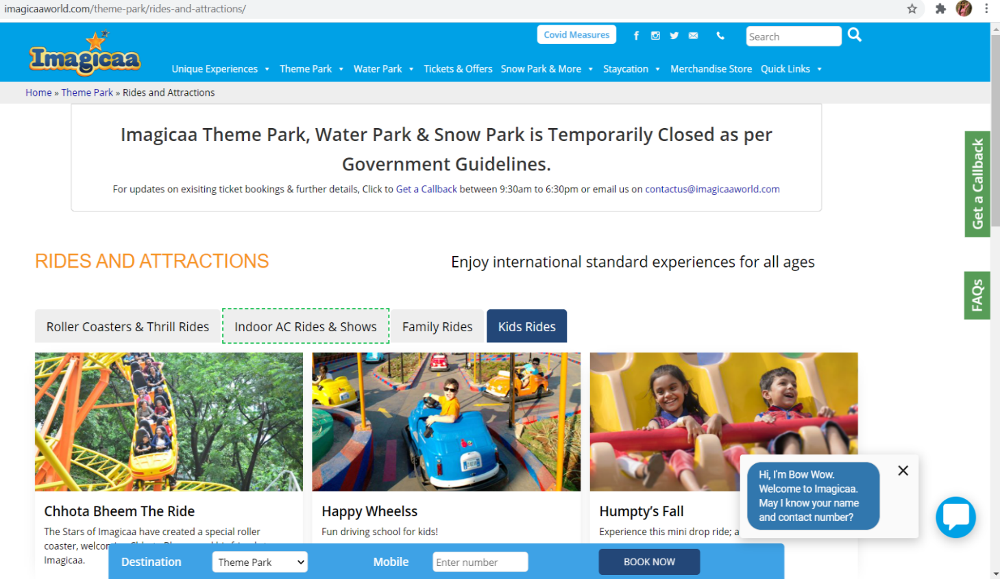 imagicaaworld.com/theme-park/rides-and-attractions/
Imagicaa
Covid Measures
Search
Unique Experiences
Theme Park
Water Park
Tickets & Offers
Snow Park & More
Staycation
Merchandise Store
Quick Links
Home » Theme Park » Rides and Attractions
Imagicaa Theme Park, Water Park & Snow Park is Temporarily Closed as per
Government Guidelines.
For updates on exisiting ticket bookings & further details, Click to Get a Callback between 9:30am to 6:30pm or email us on contactus@imagicaaworld.com
Get a Callback
FAQs
RIDES AND ATTRACTIONS
Enjoy international standard experiences for all ages
Roller Coasters & Thrill Rides
Indoor AC Rides & Shows
Family Rides
Kids Rides
Chhota Bheem The Ride
The Stars of Imagicaa have created a special roller
coaster,
Imagicaa.
Happy Wheelss
Fun driving school for kids!
Humpty's Fall
Experience this mini drop ride;
Hi, I'm Bow Wow.
Welcome to Imagicaa.
May I know your name
and contact number?
Destination
Theme Park
Mobile
Enter number
BOOK NOW